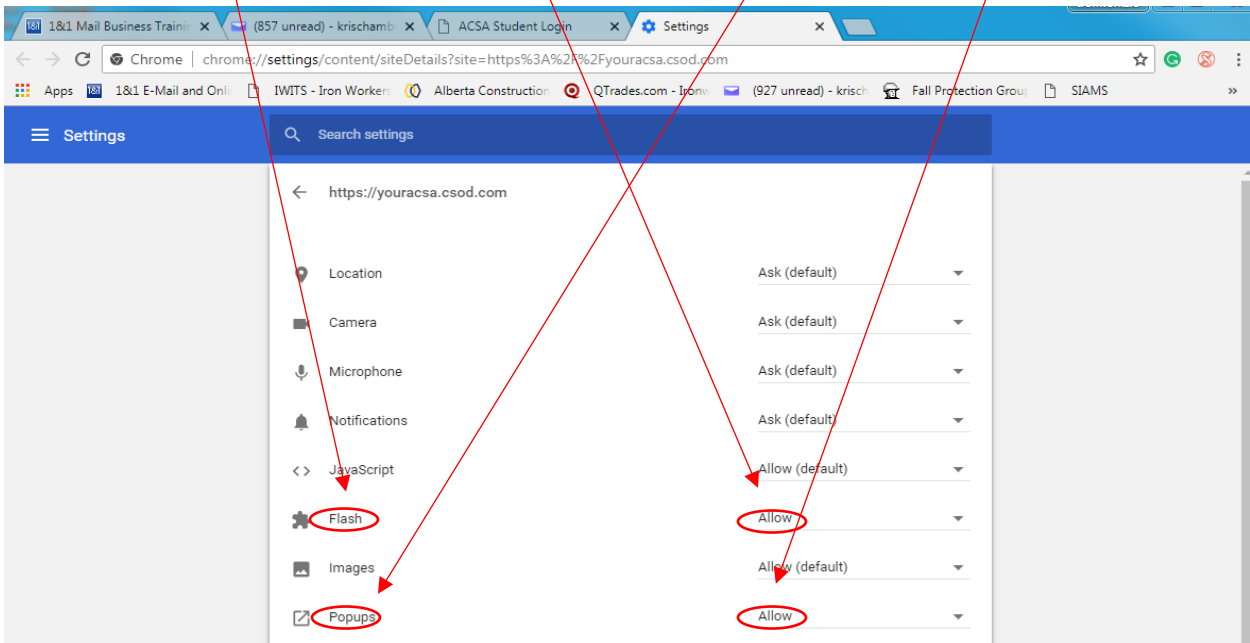 1&1 Mail Business Trainin
(857 unread) - krischamb
ACSA Student Login
Settings
Chrome | chrome://settings/content/siteDetails?site=https%3A%2F%2Fyouracsa.csod.com
Apps 1&1 E-Mail and Onli IWITS - Iron Workers Alberta Construction QTrades.com - Ironw (927 unread) - krisch Fall Protection Group SIAMS »
Settings
Search settings
https://youracsa.csod.com
Location Ask (default)
Camera Ask (default)
Microphone Ask (default)
Notifications Ask (default)
JavaScript Allow (default)
Flash Allow
Images Allow (default)
Popups Allow